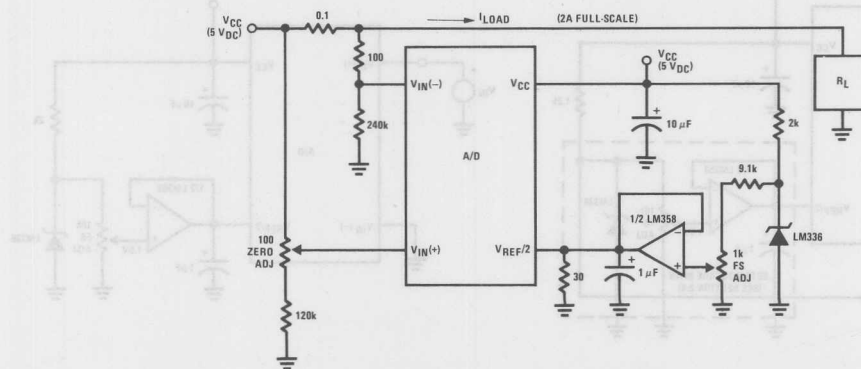 VCC
(5 VDC)
0.1
ILOAD
(2A FULL-SCALE)
VCC
(5 VDC)
RL
100
VIN(−)
VCC
240k
10 µF
2k
A/D
9.1k
1/2 LM358
LM336
100
ZERO
ADJ
VIN(+)
VREF/2
30
1 µF
1k
FS
ADJ
120k